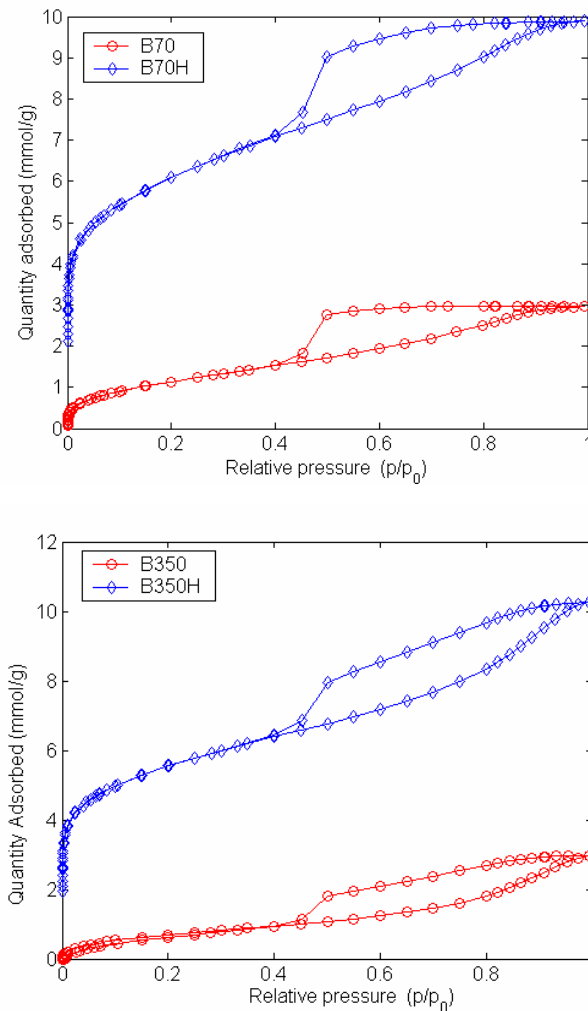 10
9
8
7
6
5
4
3
2
1
0
Quantity adsorbed (mmol/g)
B70
B70H
0 0.2 0.4 0.6 0.8 1
Relative pressure (p/p0)
12
10
8
6
4
2
0
Quantity Adsorbed (mmol/g)
B350
B350H
0 0.2 0.4 0.6 0.8
Relative pressure (p/p0)